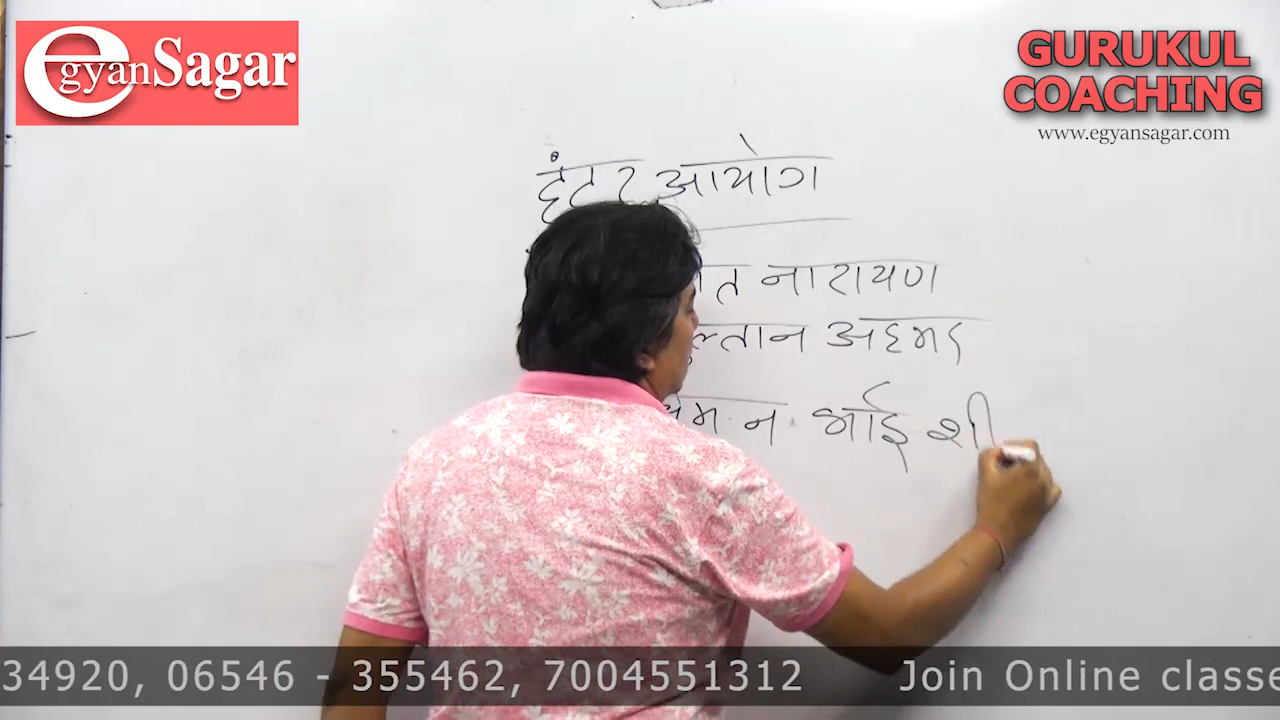 egyanSagar
GURUKUL
COACHING
www.egyansagar.com
हंटर आयोग
त नारायण
ल्तान अहमद
न. आई शी
34920, 06546 - 355462, 7004551312 Join Online classe